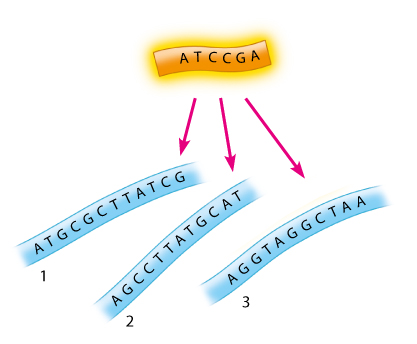 ATCCGA
ATGCGCTTATCG
1
AGCCTTATGCAT
2
AGGTAGGCTAA
3